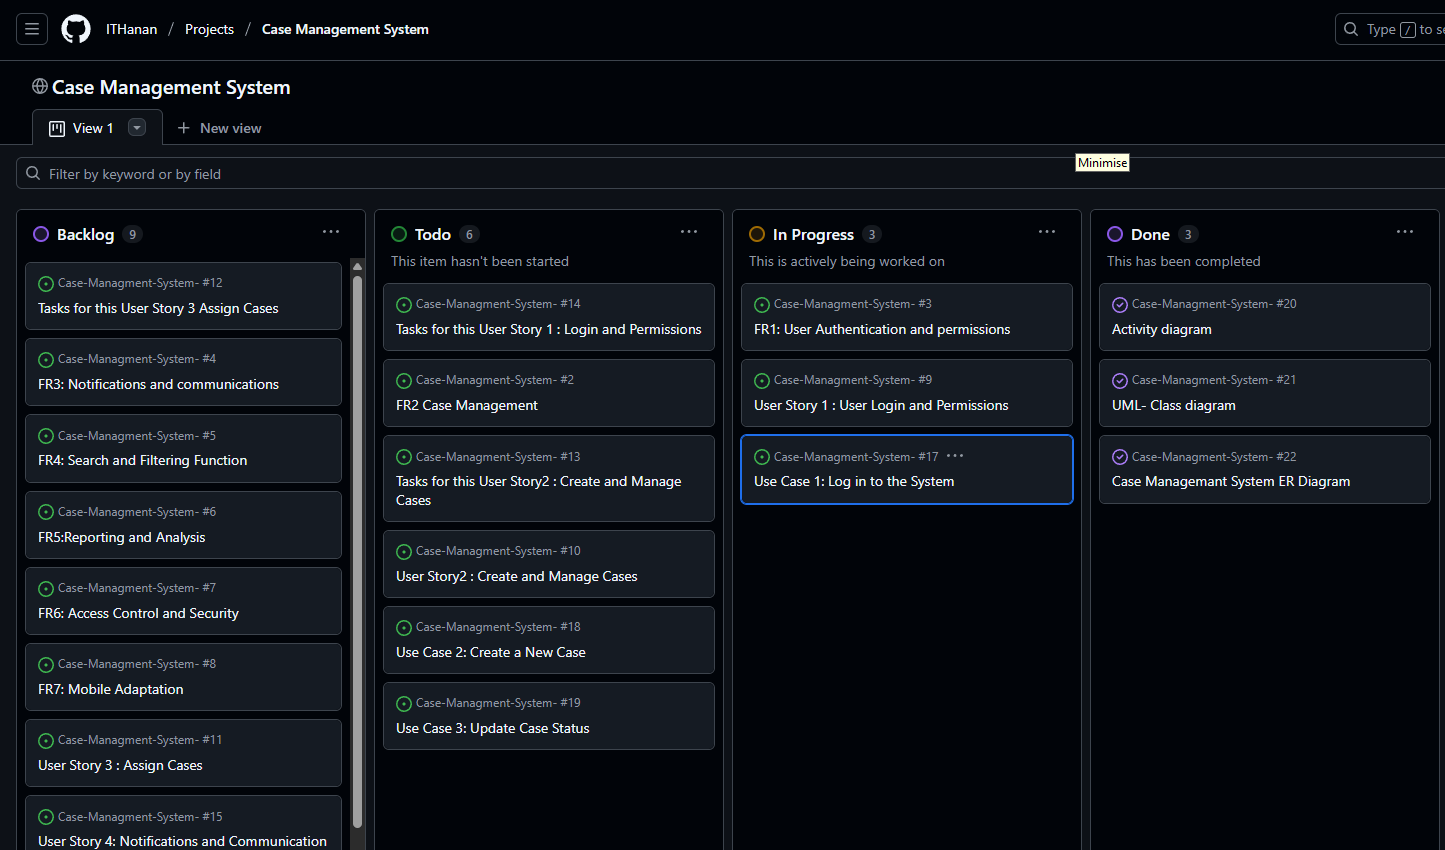 ITHanan / Projects / Case Management System
Type / to se
Case Management System
View 1
New view
Minimise
Filter by keyword or by field
Backlog 9
Case-Managment-System- #12
Tasks for this User Story 3 Assign Cases
Case-Managment-System- #4
FR3: Notifications and communications
Case-Managment-System- #5
FR4: Search and Filtering Function
Case-Managment-System- #6
FR5:Reporting and Analysis
Case-Managment-System- #7
FR6: Access Control and Security
Case-Managment-System- #8
FR7: Mobile Adaptation
Case-Managment-System- #11
User Story 3 : Assign Cases
Case-Managment-System- #15
User Story 4: Notifications and Communication
Todo 6
This item hasn't been started
Case-Managment-System- #14
Tasks for this User Story 1 : Login and Permissions
Case-Managment-System- #2
FR2 Case Management
Case-Managment-System- #13
Tasks for this User Story2 : Create and Manage
Cases
Case-Managment-System- #10
User Story2 : Create and Manage Cases
Case-Managment-System- #18
Use Case 2: Create a New Case
Case-Managment-System- #19
Use Case 3: Update Case Status
In Progress 3
This is actively being worked on
Case-Managment-System- #3
FR1: User Authentication and permissions
Case-Managment-System- #9
User Story 1 : User Login and Permissions
Case-Managment-System- #17
Use Case 1: Log in to the System
Done 3
This has been completed
Case-Managment-System- #20
Activity diagram
Case-Managment-System- #21
UML- Class diagram
Case-Managment-System- #22
Case Managemant System ER Diagram